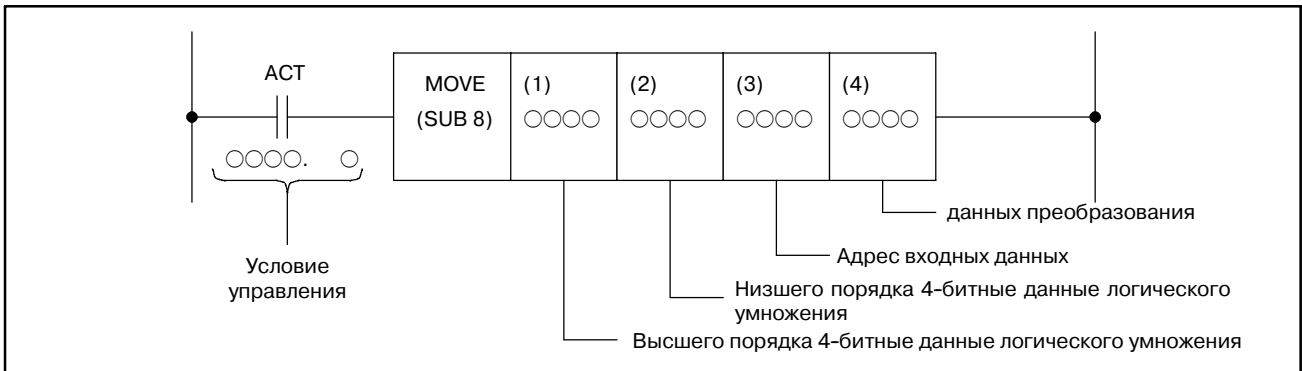 ACT
MOVE
(SUB 8)
(1)
○○○○
(2)
○○○○
(3)
○○○○
(4)
○○○○
○○○○. ○
Условие
управления
данных преобразования
Адрес входных данных
Низшего порядка 4-битные данные логического
умножения
Высшего порядка 4-битные данные логического умножения